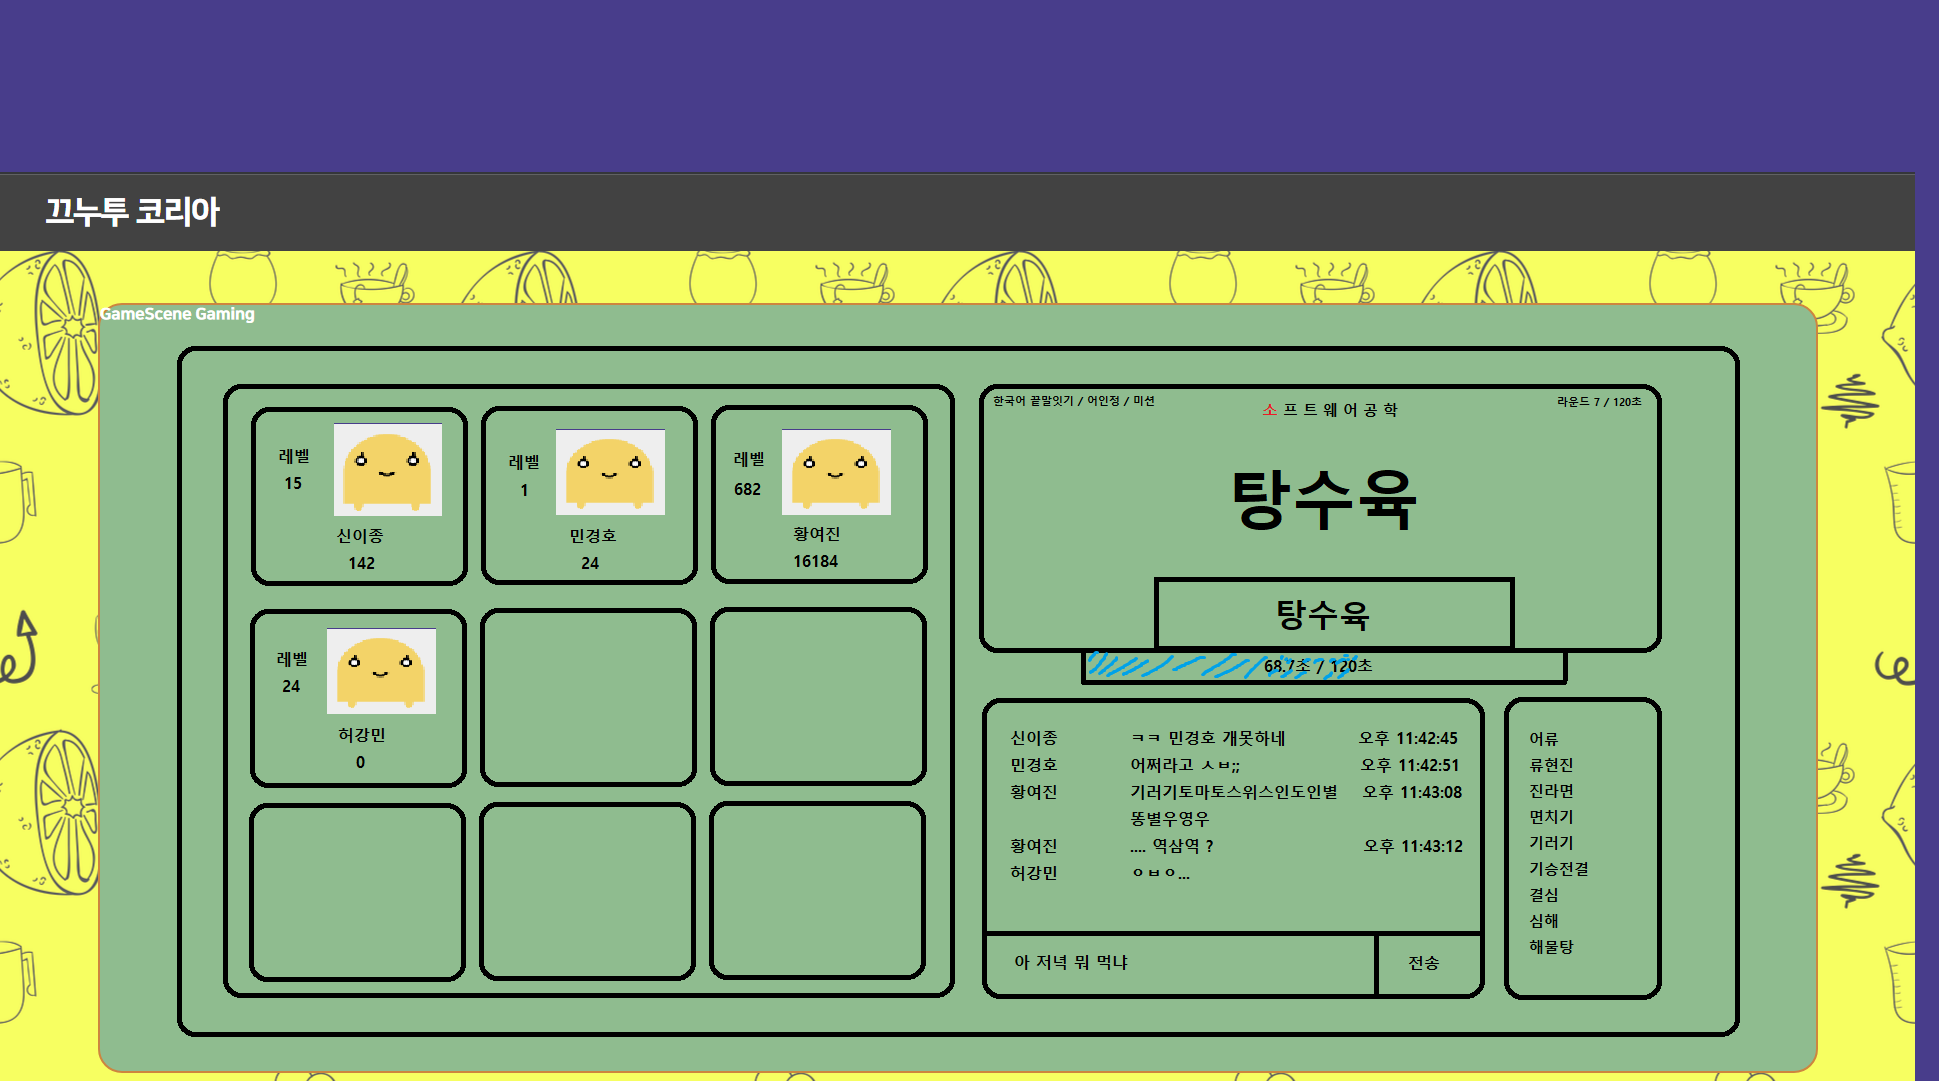 끄누투 코리아
GameScene Gaming
레벨
15
신이종
142
레벨
1
민경호
24
레벨
682
황여진
16184
레벨
24
허강민
0
한국어 끝말잇기 / 어인정 / 미션
소 프 트 웨 어 공 학
라운드 7 / 120초
탕수육
탕수육
68.7초 / 120초
신이종 ㅋㅋ 민경호 개못하네 오후 11:42:45
민경호 어쩌라고 ㅅㅂ;; 오후 11:42:51
황여진 기러기토마토스위스인도인별 오후 11:43:08
똥별우영우
황여진 .... 역삼역 ? 오후 11:43:12
허강민 ㅇㅂㅇ...
아 저녁 뭐 먹냐
전송
어류
류현진
진라면
면치기
기러기
기승전결
결심
심해
해물탕